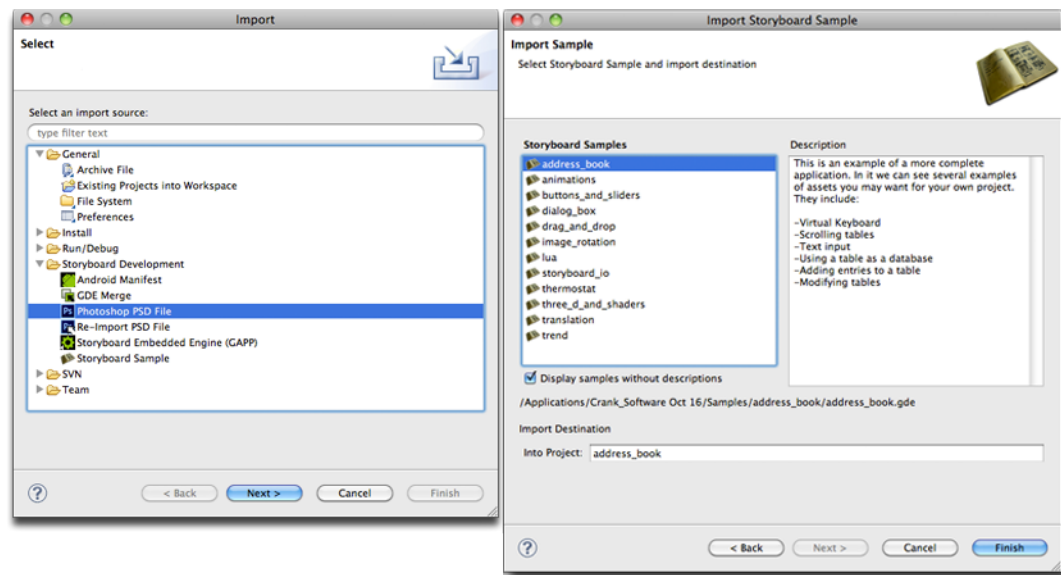 Import
Select
Select an import source:
type filter text
General
Archive File
Existing Projects into Workspace
File System
Preferences
Install
Run/Debug
Storyboard Development
Android Manifest
GDE Merge
Ps Photoshop PSD File
Re-Import PSD File
Storyboard Embedded Engine (GAPP)
Storyboard Sample
SVN
Team
?
< Back
Next >
Cancel
Finish
Import Storyboard Sample
Import Sample
Select Storyboard Sample and import destination
Storyboard Samples
address_book
animations
buttons_and_sliders
dialog_box
drag_and_drop
image_rotation
lua
storyboard_io
thermostat
three_d_and_shaders
translation
trend
Display samples without descriptions
Description
This is an example of a more complete
application. In it we can see several examples
of assets you may want for your own project.
They include:
-Virtual Keyboard
-Scrolling tables
-Text input
-Using a table as a database
-Adding entries to a table
-Modifying tables
/Applications/Crank_Software Oct 16/Samples/address_book/address_book.gde
Import Destination
Into Project: address_book
?
< Back
Next >
Cancel
Finish